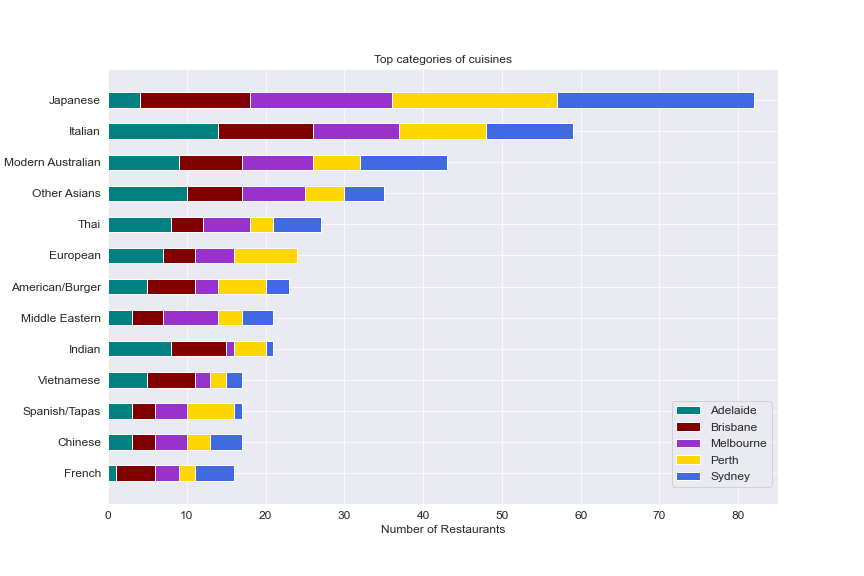 Top categories of cuisines
Japanese
Italian
Modern Australian
Other Asians
Thai
European
American/Burger
Middle Eastern
Indian
Vietnamese
Spanish/Tapas
Chinese
French
Adelaide
Brisbane
Melbourne
Perth
Sydney
0 10 20 30 40 50 60 70 80
Number of Restaurants